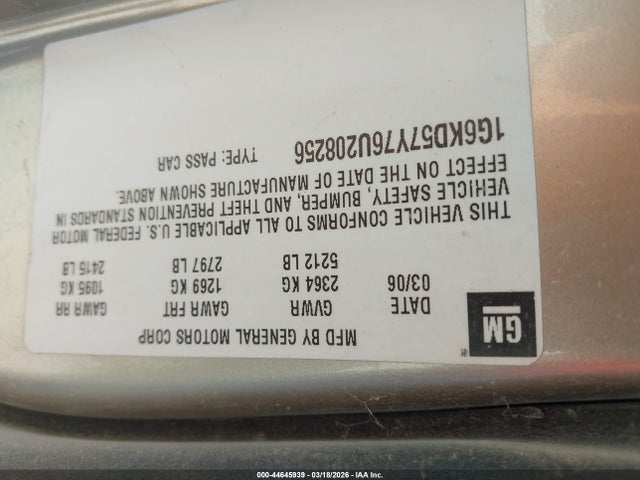 MFD BY GENERAL MOTORS CORP
GM
DATE GVWR GAWR FRT GAWR RR
03/06 2364 KG 1269 KG 1095 KG
5212 LB 2797 LB 2415 LB
THIS VEHICLE CONFORMS TO ALL APPLICABLE U.S. FEDERAL MOTOR
VEHICLE SAFETY, BUMPER, AND THEFT PREVENTION STANDARDS IN
EFFECT ON THE DATE OF MANUFACTURE SHOWN ABOVE.
1G6KD57Y76U208256 TYPE: PASS CAR
000-44645939 - 03/18/2026 - IAA Inc.